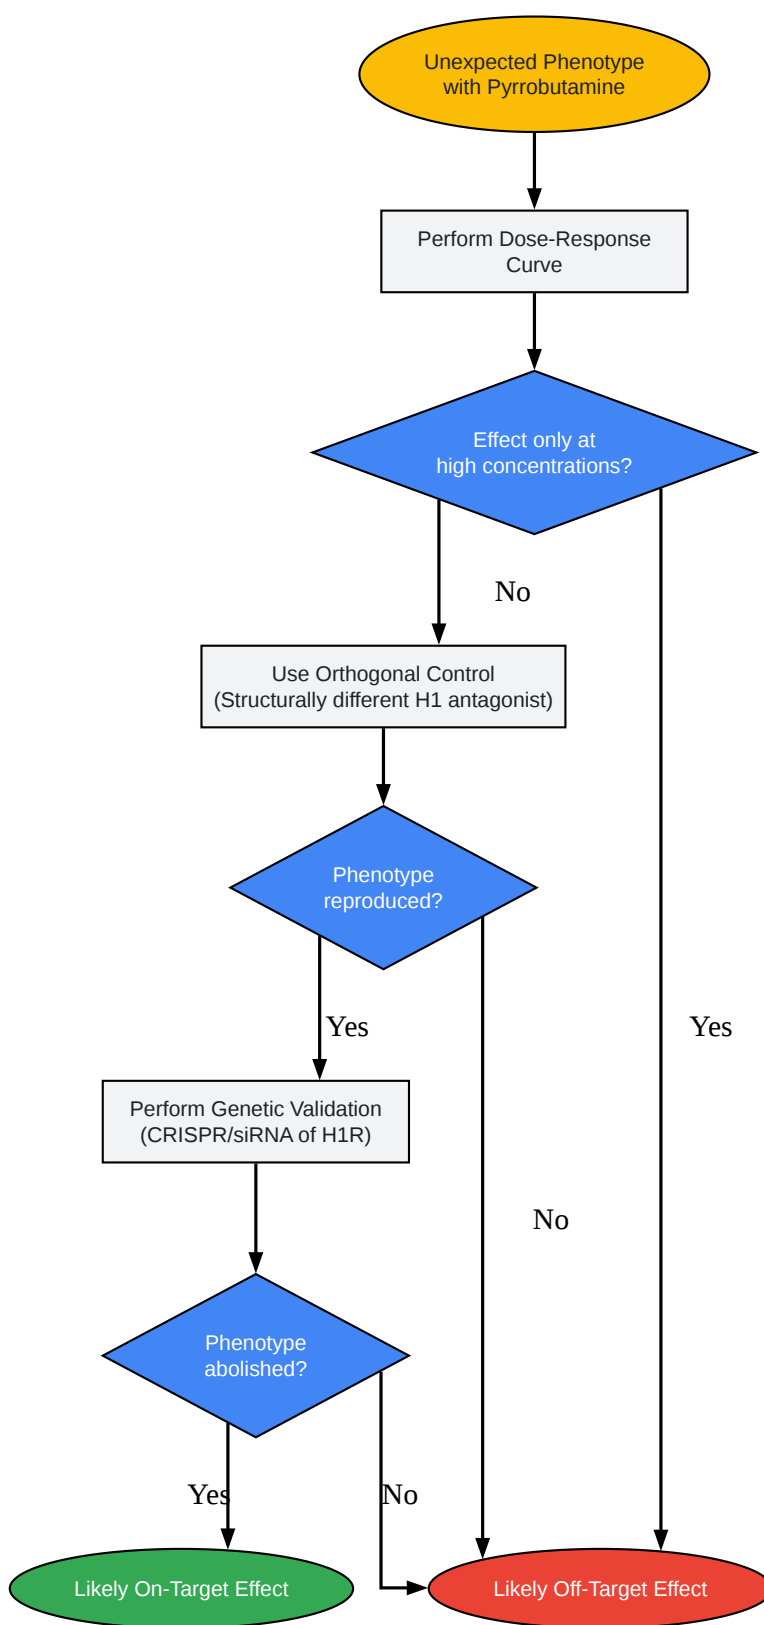 Unexpected Phenotype
with Pyrrobutamine
Perform Dose-Response
Curve
Effect only at
high concentrations?
No
Use Orthogonal Control
(Structurally different H1 antagonist)
Phenotype
reproduced?
Yes
Yes
Perform Genetic Validation
(CRISPR/siRNA of H1R)
No
Phenotype
abolished?
Yes
No
Likely On-Target Effect
Likely Off-Target Effect